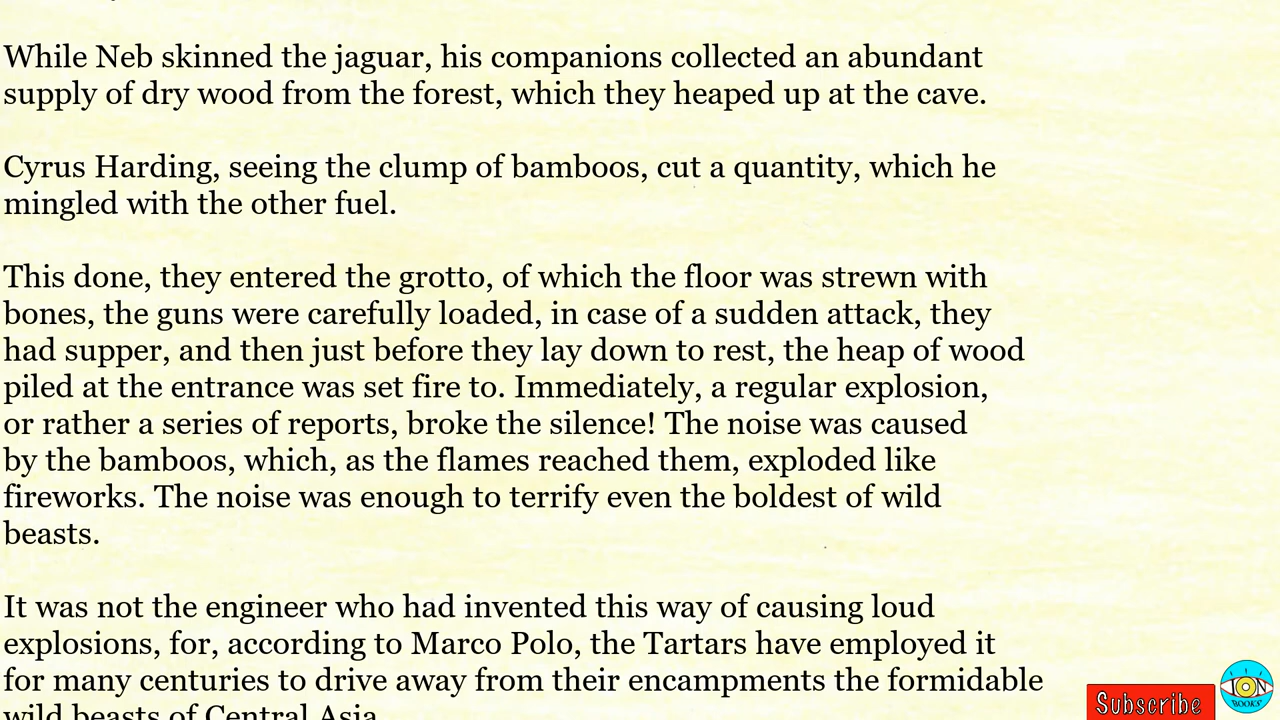 While Neb skinned the jaguar, his companions collected an abundant
supply of dry wood from the forest, which they heaped up at the cave.
Cyrus Harding, seeing the clump of bamboos, cut a quantity, which he
mingled with the other fuel.
This done, they entered the grotto, of which the floor was strewn with
bones, the guns were carefully loaded, in case of a sudden attack, they
had supper, and then just before they lay down to rest, the heap of wood
piled at the entrance was set fire to. Immediately, a regular explosion,
or rather a series of reports, broke the silence! The noise was caused
by the bamboos, which, as the flames reached them, exploded like
fireworks. The noise was enough to terrify even the boldest of wild
beasts.
It was not the engineer who had invented this way of causing loud
explosions, for, according to Marco Polo, the Tartars have employed it
for many centuries to drive away from their encampments the formidable
wild beasts of Central Asia
Subscribe
ION
BOOKS